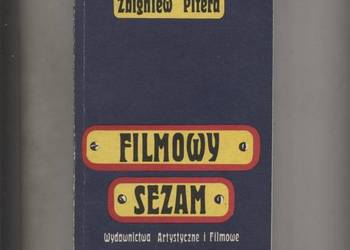 Zbigniew Pitera
FILMOWY
SEZAM
Wydawnictwa Artystyczne i Filmowe